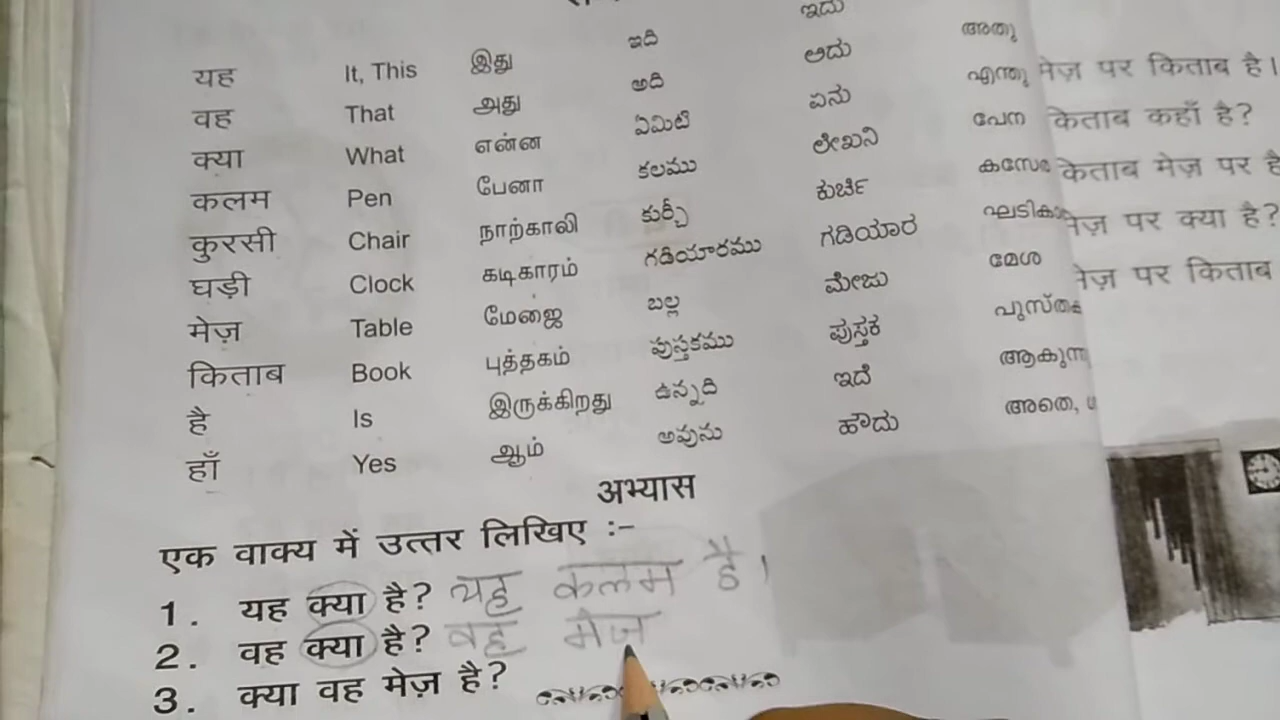 यह It, This இது ఇది ಇದು അതു
वह That அது అది ಅದು എന്തു
क्या What என்ன ఏమిటి ಏನು പേന
कलम Pen பேனா కలము ಲೇಖನಿ
कुरसी Chair நாற்காலி కుర్చీ ಕುರ್ಚಿ
घड़ी Clock கடிகாரம் గడియారము ಗಡಿಯಾರ മേശ
मेज़ Table மேஜை బల్ల ಮೇಜು
किताब Book புத்தகம் పుస్తకము ಪುಸ್ತಕ
है Is இருக்கிறது ఉన్నది ಇದೆ
हाँ Yes ஆம் అవును ಹೌದು അതെ,
मेज़ पर किताब है।
किताब कहाँ है?
किताब मेज़ पर है
मेज़ पर क्या है?
मेज़ पर किताब
अभ्यास
एक वाक्य में उत्तर लिखिए :–
1. यह क्या है? यह कलम है।
2. वह क्या है? वह मेज़
3. क्या वह मेज़ है?